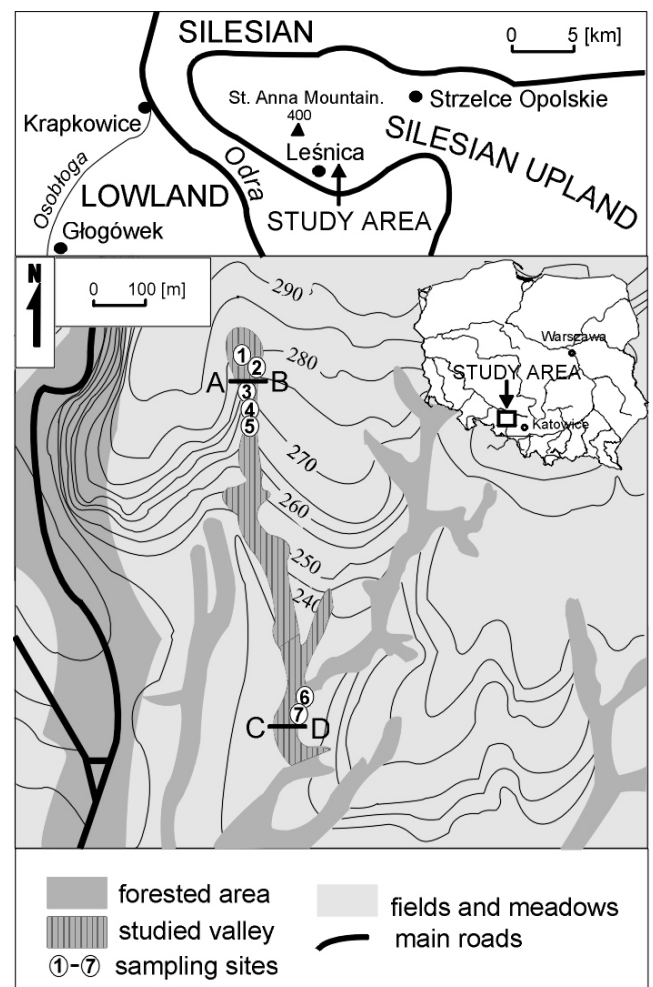 SILESIAN
0 5 [km]
St. Anna Mountain.
400
Strzelce Opolskie
Krapkowice
Leśnica
SILESIAN UPLAND
Osobłoga
Odra
LOWLAND
STUDY AREA
Głogówek
N
0 100 [m]
290
280
270
260
250
240
1
2
A B
3
4
5
6
7
C D
Warszawa
STUDY AREA
Katowice
forested area
fields and meadows
studied valley
main roads
1-7 sampling sites